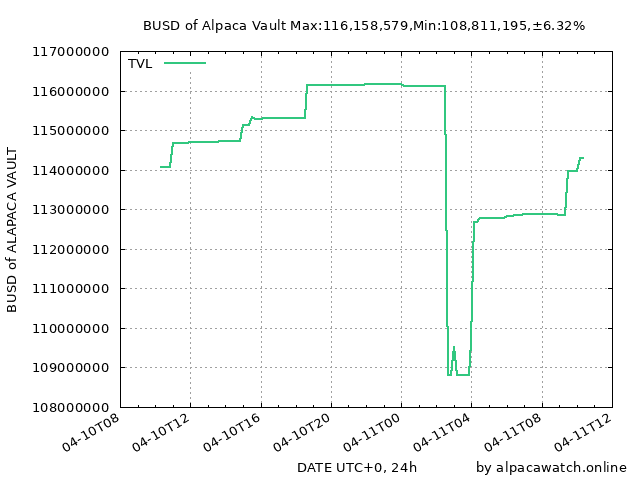 BUSD of Alpaca Vault Max:116,158,579,Min:108,811,195,±6.32%
TVL
117000000
116000000
115000000
114000000
113000000
112000000
111000000
110000000
109000000
108000000
BUSD of ALAPACA VAULT
04-10T08
04-10T12
04-10T16
04-10T20
04-11T00
04-11T04
04-11T08
04-11T12
DATE UTC+0, 24h
by alpacawatch.online